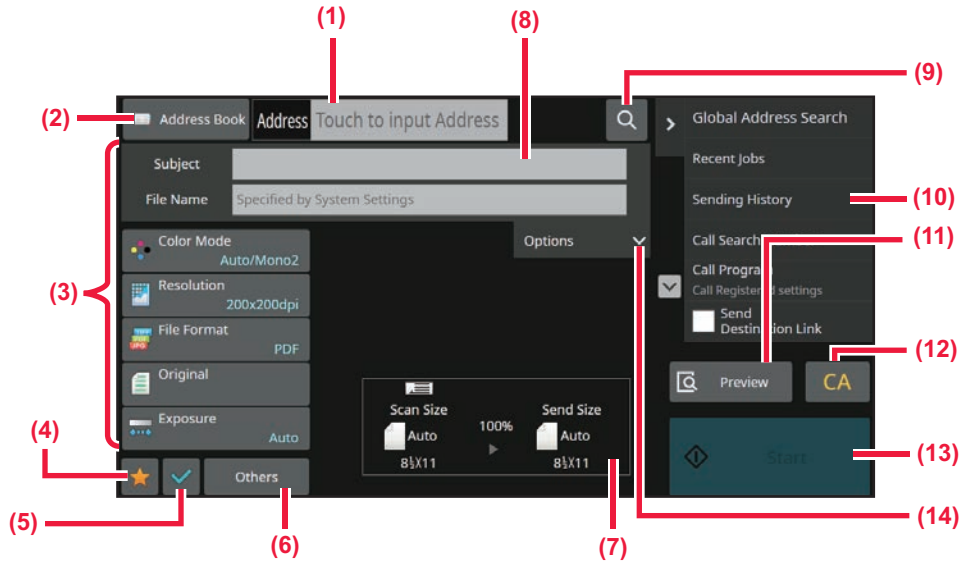 (1)
(8)
(9)
(2)
Address Book
Address
Touch to input Address
Global Address Search
(3)
Subject
File Name
Specified by System Settings
Recent Jobs
Sending History
(10)
Options
Call Search
(11)
Call Program
Call Registered settings
Send
Destination Link
Color Mode
Auto/Mono2
Resolution
200x200dpi
File Format
PDF
Original
Exposure
Auto
Scan Size
Auto
8½X11
100%
Send Size
Auto
8½X11
Preview
CA
(12)
Start
(13)
(4)
(5)
Others
(6)
(7)
(14)